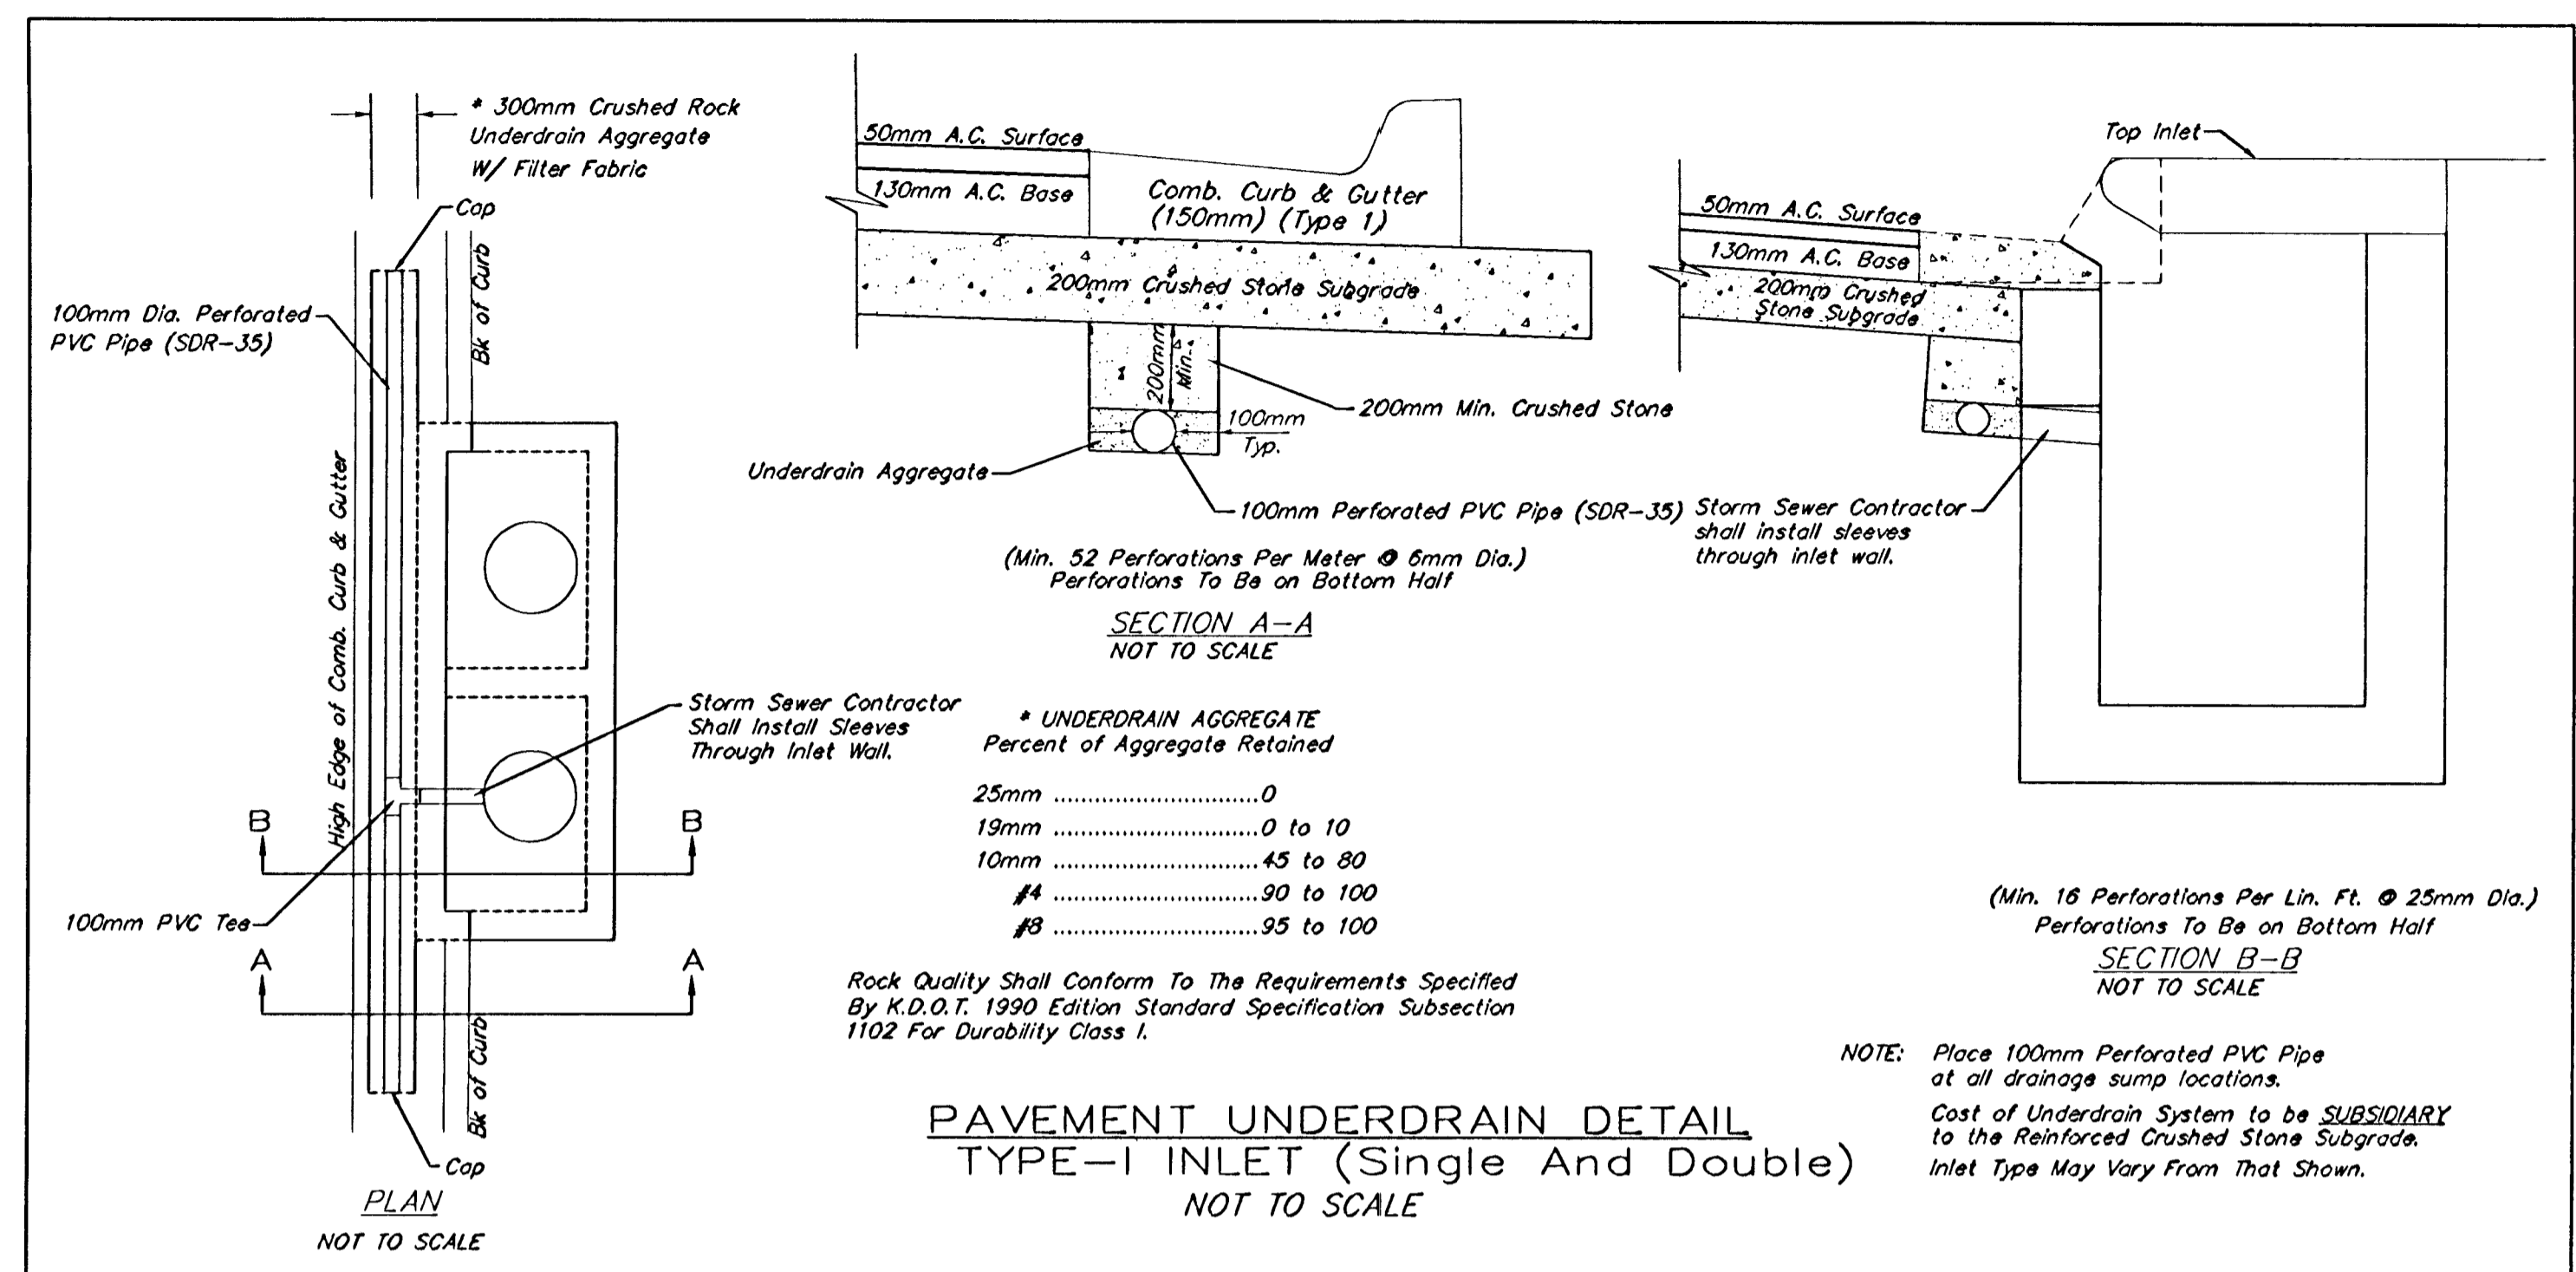 * 300mm Crushed Rock
Underdrain Aggregate
W/ Filter Fabric
Cap
Bk of Curb
100mm Dia. Perforated
PVC Pipe (SDR-35)
High Edge of Comb. Curb & Gutter
Storm Sewer Contractor
Shall Install Sleeves
Through Inlet Wall.
B
B
100mm PVC Tee
A
A
Bk of Curb
Cap
PLAN
NOT TO SCALE
50mm A.C. Surface
130mm A.C. Base
Comb. Curb & Gutter
(150mm) (Type 1)
200mm Crushed Stone Subgrade
200mm
Min.
200mm Min. Crushed Stone
100mm
Typ.
Underdrain Aggregate
100mm Perforated PVC Pipe (SDR-35)
(Min. 52 Perforations Per Meter @ 6mm Dia.)
Perforations To Be on Bottom Half
SECTION A-A
NOT TO SCALE
* UNDERDRAIN AGGREGATE
Percent of Aggregate Retained
25mm ..............................0
19mm ..............................0 to 10
10mm ..............................45 to 80
#4 ..............................90 to 100
#8 ..............................95 to 100
Rock Quality Shall Conform To The Requirements Specified
By K.D.O.T. 1990 Edition Standard Specification Subsection
1102 For Durability Class I.
Top Inlet
50mm A.C. Surface
130mm A.C. Base
200mm Crushed
Stone Subgrade
Storm Sewer Contractor
shall install sleeves
through inlet wall.
(Min. 16 Perforations Per Lin. Ft. @ 25mm Dia.)
Perforations To Be on Bottom Half
SECTION B-B
NOT TO SCALE
NOTE: Place 100mm Perforated PVC Pipe
at all drainage sump locations.
Cost of Underdrain System to be SUBSIDIARY
to the Reinforced Crushed Stone Subgrade.
Inlet Type May Vary From That Shown.
PAVEMENT UNDERDRAIN DETAIL
TYPE-I INLET (Single And Double)
NOT TO SCALE